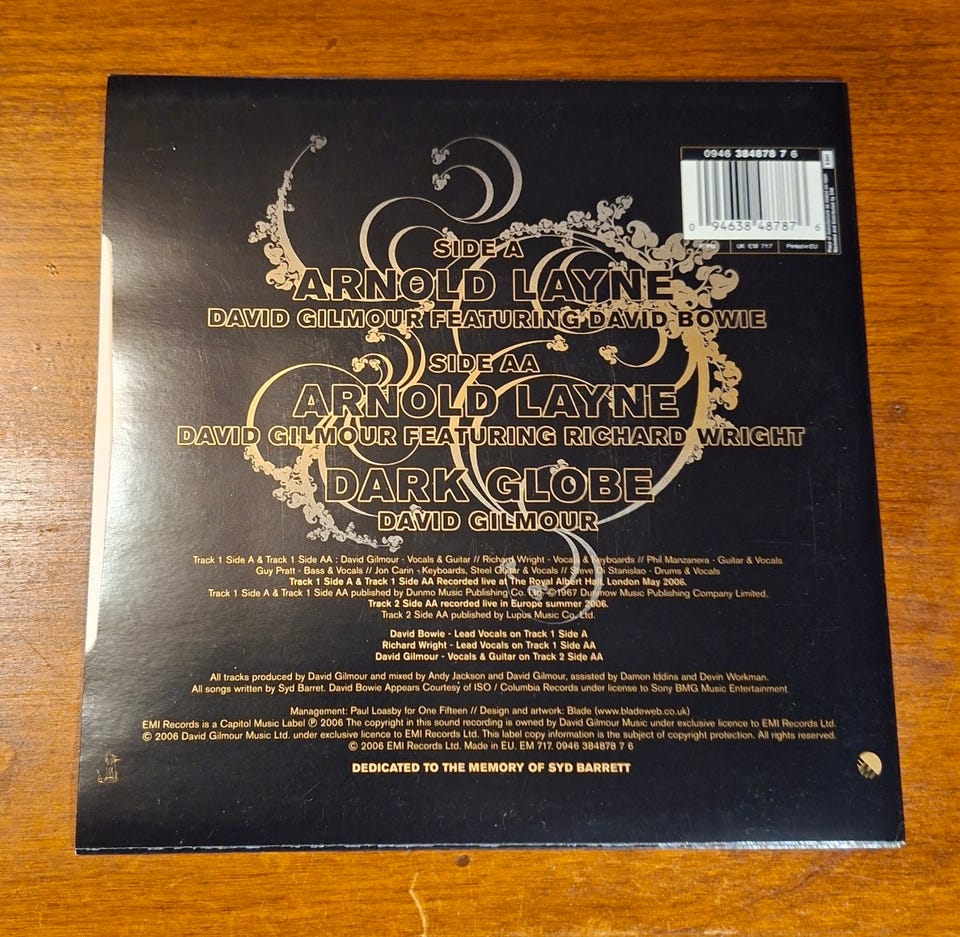 0946 384878 7 6
0 94638 48787 6
UK: EM 717
Printed in EU
SIDE A
ARNOLD LAYNE
DAVID GILMOUR FEATURING DAVID BOWIE
SIDE AA
ARNOLD LAYNE
DAVID GILMOUR FEATURING RICHARD WRIGHT
DARK GLOBE
DAVID GILMOUR
Track 1 Side A & Track 1 Side AA : David Gilmour - Vocals & Guitar // Richard Wright - Vocals & Keyboards // Phil Manzanera - Guitar & Vocals
Guy Pratt - Bass & Vocals // Jon Carin - Keyboards, Steel Guitar & Vocals // Steve Di Stanislao - Drums & Vocals
Track 1 Side A & Track 1 Side AA Recorded live at The Royal Albert Hall, London May 2006.
Track 1 Side A & Track 1 Side AA published by Dunmo Music Publishing Co. Ltd ©1967 Dunmow Music Publishing Company Limited.
Track 2 Side AA recorded live in Europe summer 2006.
Track 2 Side AA published by Lupus Music Co. Ltd.
David Bowie - Lead Vocals on Track 1 Side A
Richard Wright - Lead Vocals on Track 1 Side AA
David Gilmour - Vocals & Guitar on Track 2 Side AA
All tracks produced by David Gilmour and mixed by Andy Jackson and David Gilmour, assisted by Damon Iddins and Devin Workman.
All songs written by Syd Barret. David Bowie Appears Courtesy of ISO / Columbia Records under license to Sony BMG Music Entertainment
Management: Paul Loasby for One Fifteen // Design and artwork: Blade (www.bladeweb.co.uk)
EMI Records is a Capitol Music Label ℗ 2006 The copyright in this sound recording is owned by David Gilmour Music under exclusive licence to EMI Records Ltd.
© 2006 David Gilmour Music Ltd. under exclusive licence to EMI Records Ltd. This label copy information is the subject of copyright protection. All rights reserved.
© 2006 EMI Records Ltd. Made in EU. EM 717. 0946 384878 7 6
DEDICATED TO THE MEMORY OF SYD BARRETT